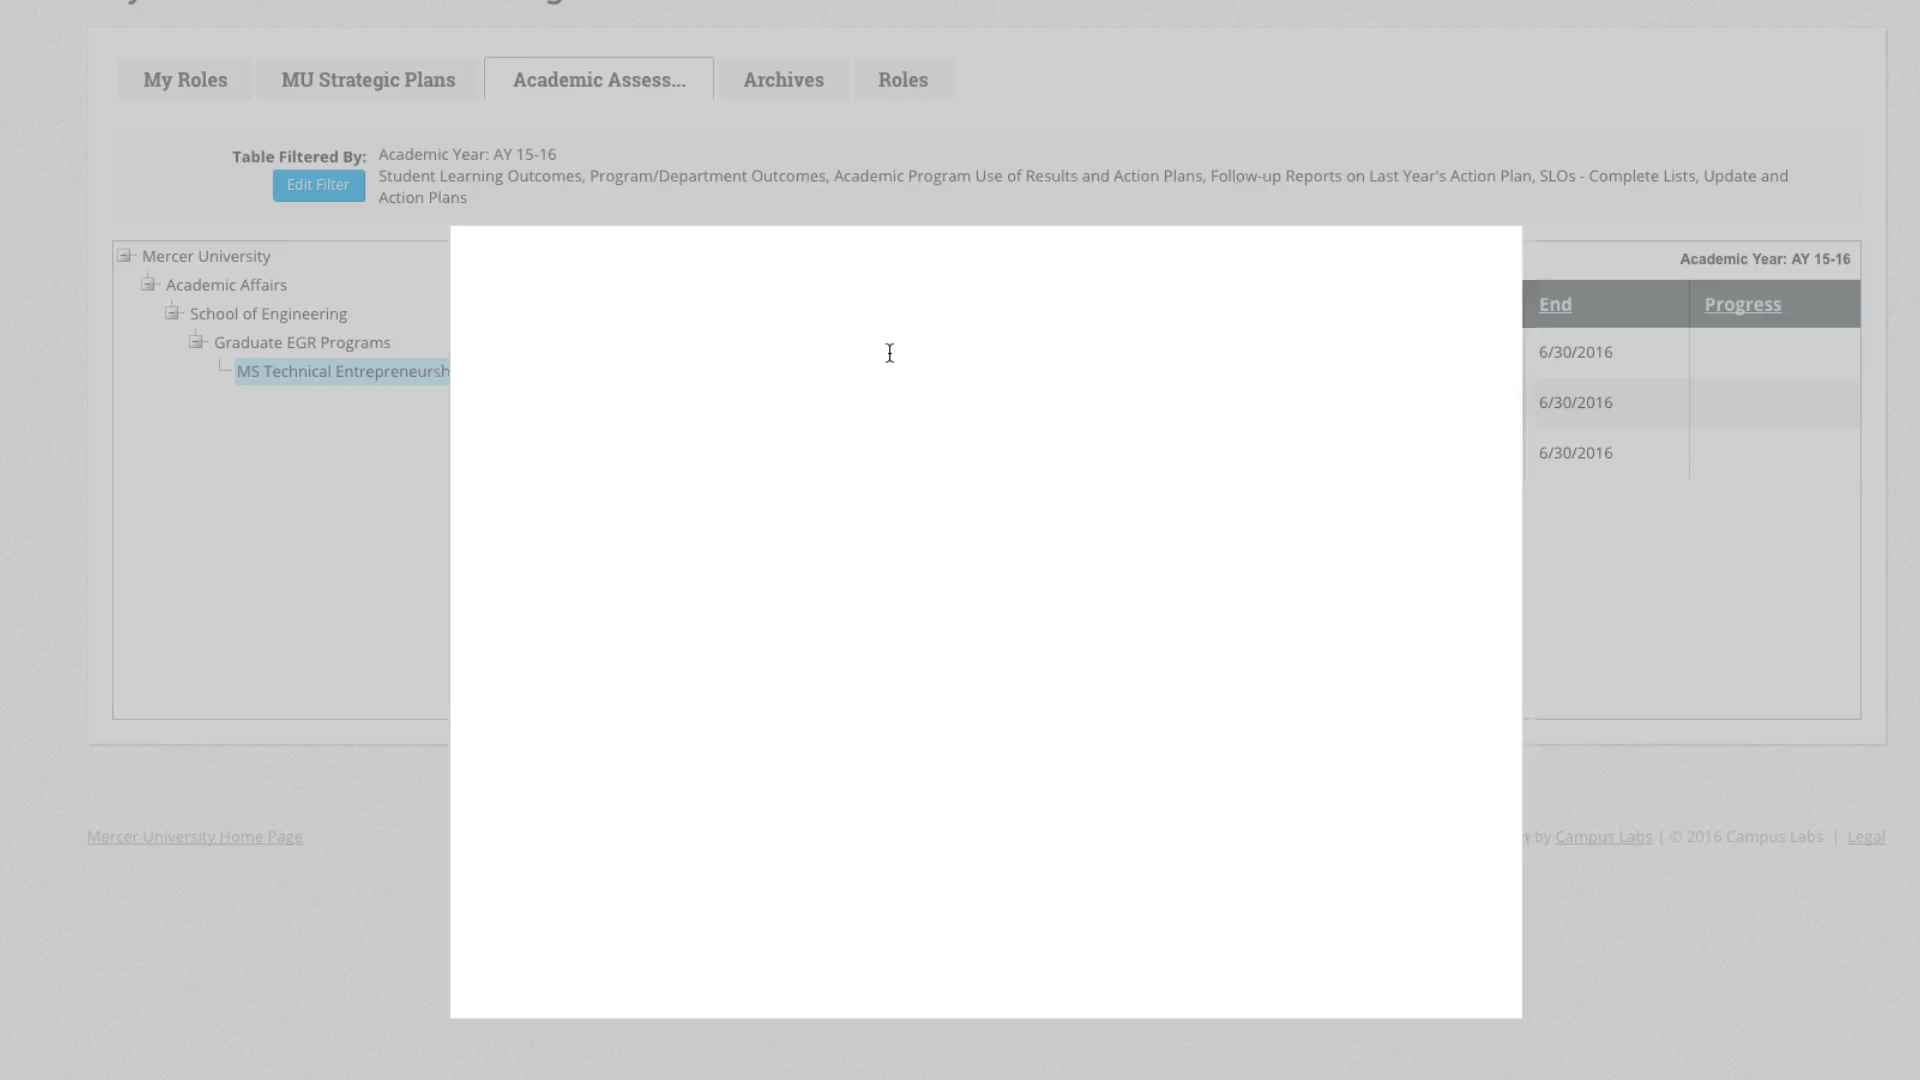 My Roles
MU Strategic Plans
Academic Assess...
Archives
Roles
Table Filtered By:
Academic Year: AY 15-16
Edit Filter
Student Learning Outcomes, Program/Department Outcomes, Academic Program Use of Results and Action Plans, Follow-up Reports on Last Year's Action Plan, SLOs - Complete Lists, Update and
Action Plans
Mercer University
Academic Affairs
School of Engineering
Graduate EGR Programs
MS Technical Entrepreneursh
Academic Year: AY 15-16
End
Progress
6/30/2016
6/30/2016
6/30/2016
Mercer University Home Page
by Campus Labs | © 2016 Campus Labs | Legal